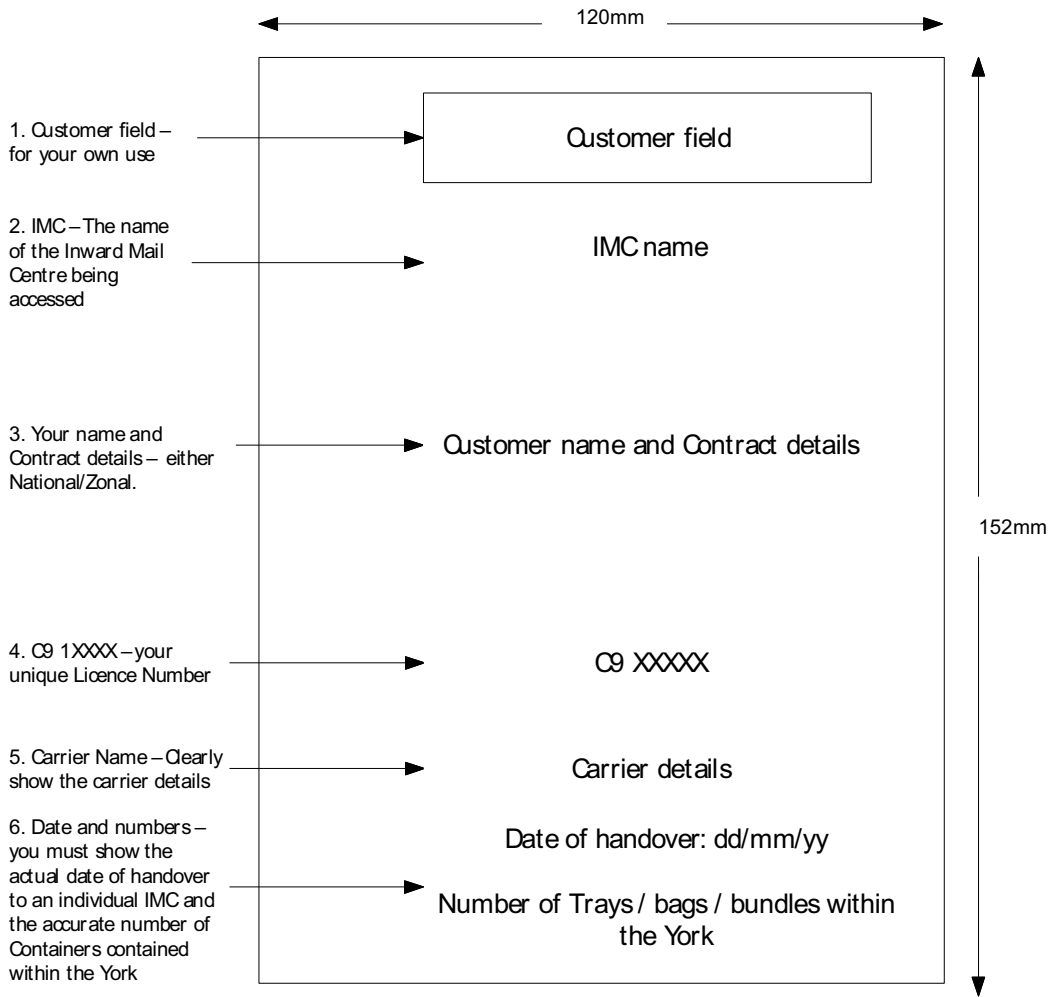 120mm
1. Customer field –
for your own use
Customer field
2. IMC – The name
of the Inward Mail
Centre being
accessed
IMC name
3. Your name and
Contract details – either
National/Zonal.
Customer name and Contract details
152mm
4. C9 1XXXX – your
unique Licence Number
C9 XXXXX
5. Carrier Name – Clearly
show the carrier details
Carrier details
6. Date and numbers –
you must show the
actual date of handover
to an individual IMC and
the accurate number of
Containers contained
within the York
Date of handover: dd/mm/yy
Number of Trays / bags / bundles within
the York